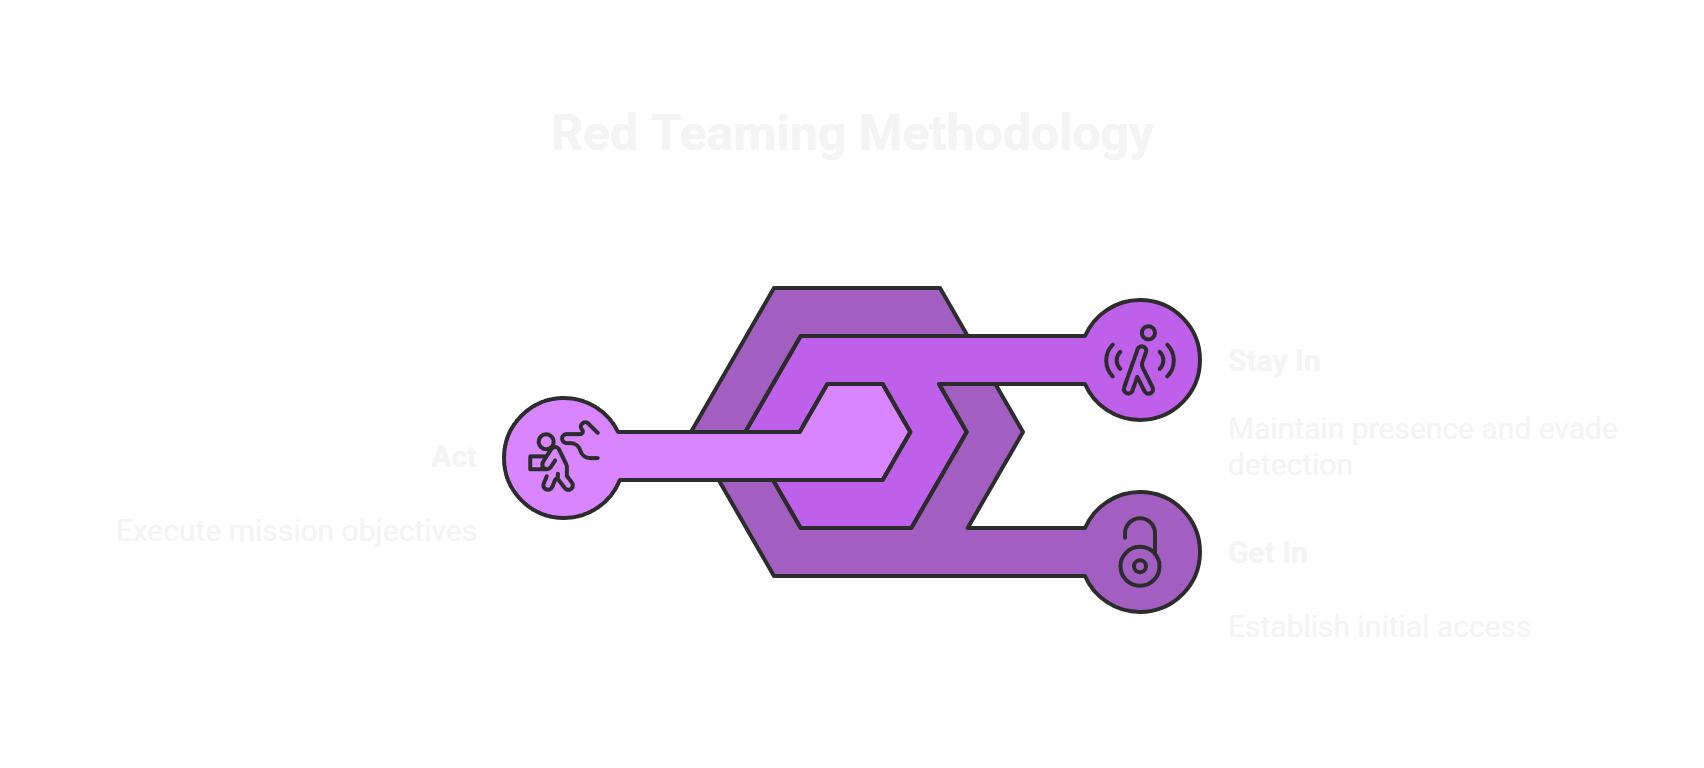 Red Teaming Methodology
Stay In
Maintain presence and evade
detection
Act
Execute mission objectives
Get In
Establish initial access